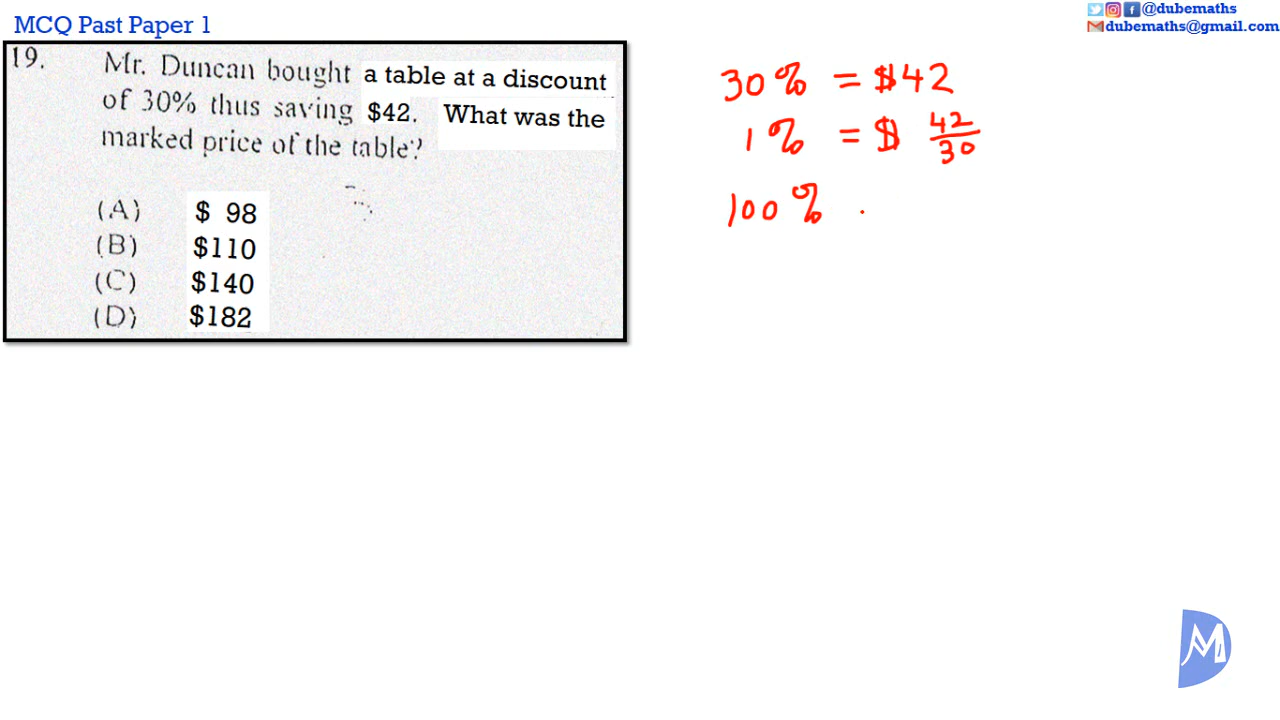 MCQ Past Paper 1
@dubemaths
dubemaths@gmail.com
19. Mr. Duncan bought a table at a discount
of 30% thus saving $42. What was the
marked price of the table?
(A) $ 98
(B) $110
(C) $140
(D) $182
30% = $42
1% = $ 42/30
100%